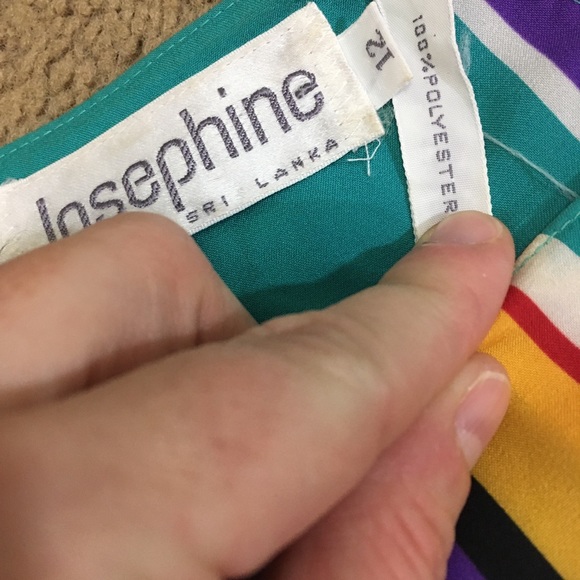 Josephine
SRI LANKA
12
100% POLYESTER